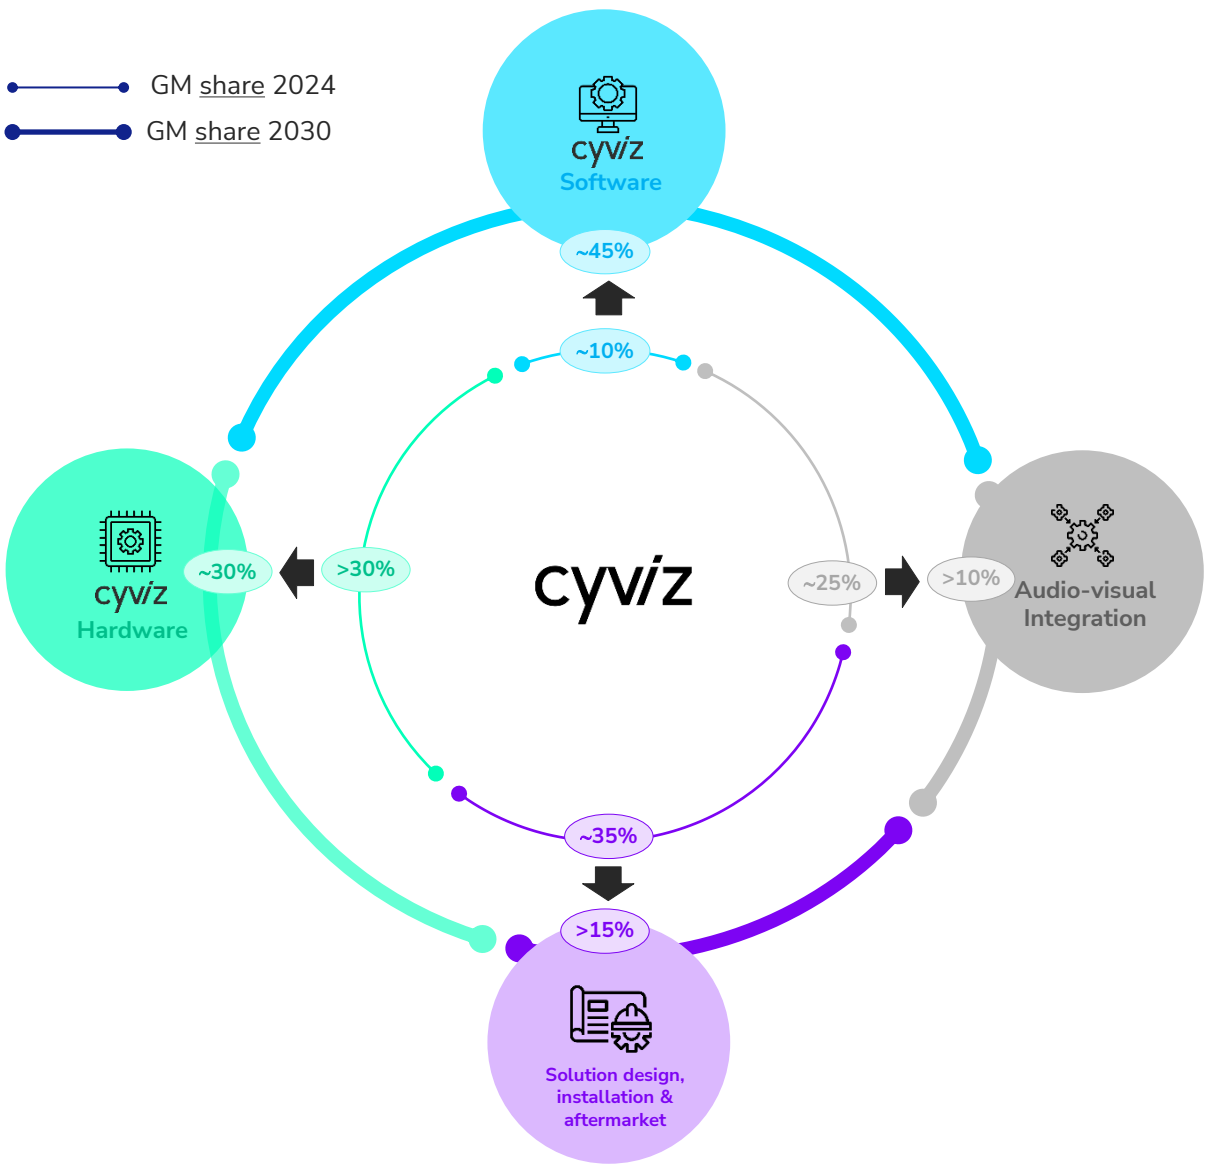 GM share 2024
GM share 2030
cyviz
Software
~45%
~10%
cyviz
Hardware
~30%
>30%
cyviz
~25%
>10%
Audio-visual
Integration
~35%
>15%
Solution design,
installation &
aftermarket